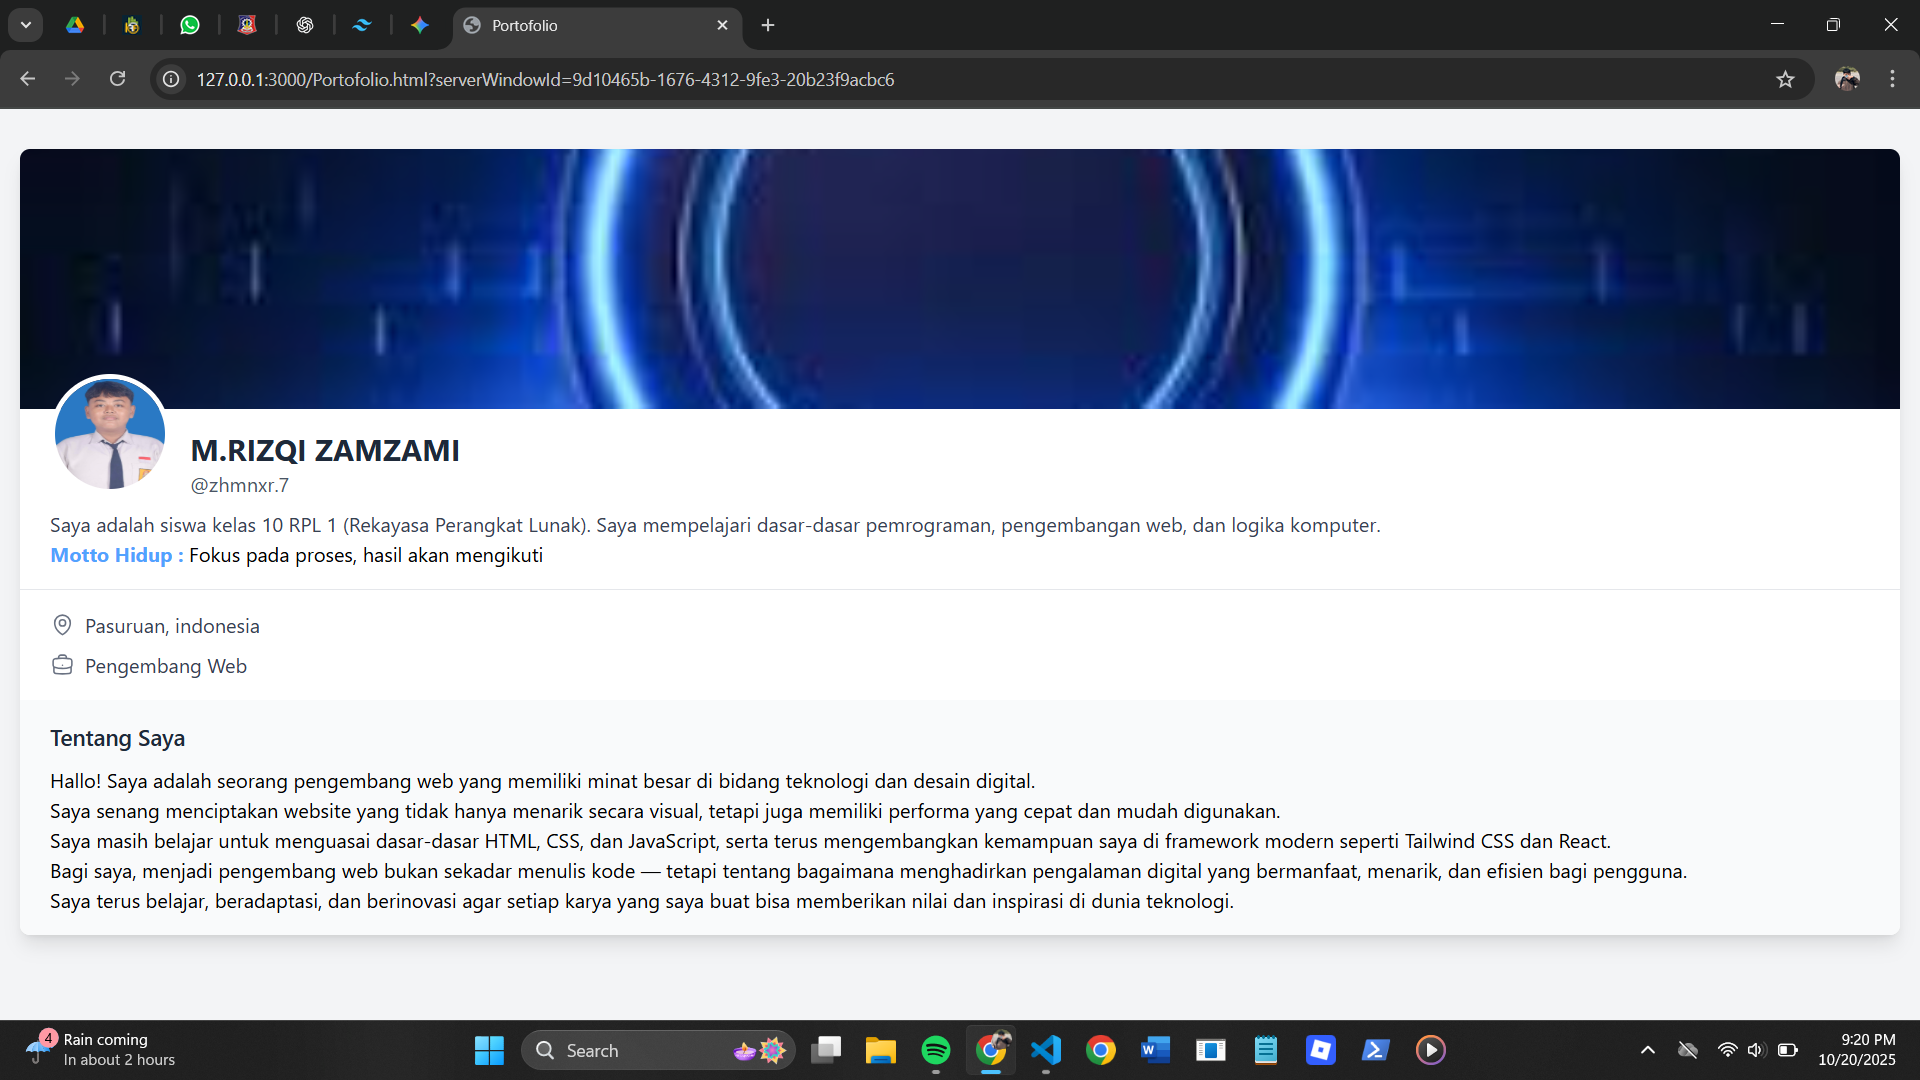 Portofolio
127.0.0.1:3000/Portofolio.html?serverWindowId=9d10465b-1676-4312-9fe3-20b23f9acbc6
M.RIZQI ZAMZAMI
@zhmnxr.7
Saya adalah siswa kelas 10 RPL 1 (Rekayasa Perangkat Lunak). Saya mempelajari dasar-dasar pemrograman, pengembangan web, dan logika komputer.
Motto Hidup : Fokus pada proses, hasil akan mengikuti
Pasuruan, indonesia
Pengembang Web
Tentang Saya
Hallo! Saya adalah seorang pengembang web yang memiliki minat besar di bidang teknologi dan desain digital.
Saya senang menciptakan website yang tidak hanya menarik secara visual, tetapi juga memiliki performa yang cepat dan mudah digunakan.
Saya masih belajar untuk menguasai dasar-dasar HTML, CSS, dan JavaScript, serta terus mengembangkan kemampuan saya di framework modern seperti Tailwind CSS dan React.
Bagi saya, menjadi pengembang web bukan sekadar menulis kode — tetapi tentang bagaimana menghadirkan pengalaman digital yang bermanfaat, menarik, dan efisien bagi pengguna.
Saya terus belajar, beradaptasi, dan berinovasi agar setiap karya yang saya buat bisa memberikan nilai dan inspirasi di dunia teknologi.
4
Rain coming
In about 2 hours
Search
9:20 PM
10/20/2025